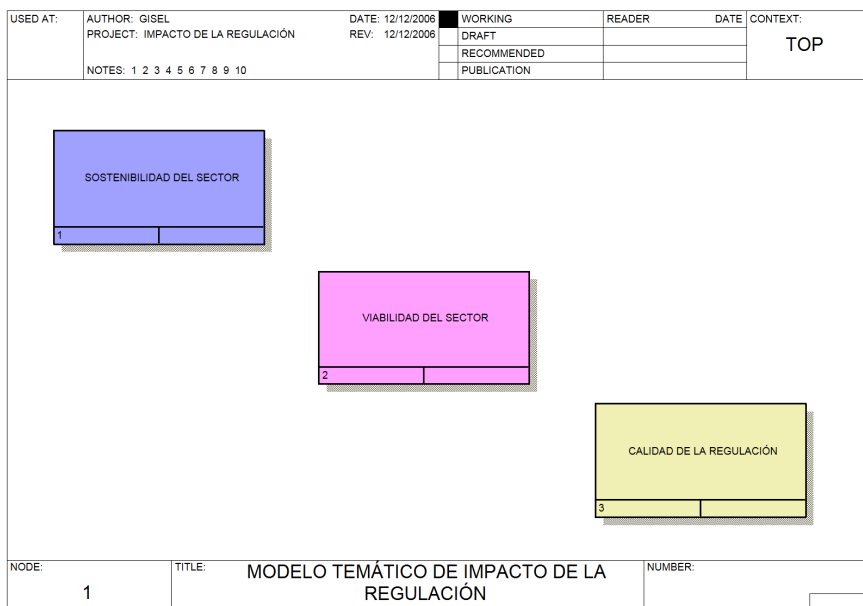 USED AT:
AUTHOR: GISEL
DATE: 12/12/2006
PROJECT: IMPACTO DE LA REGULACIÓN
REV: 12/12/2006
NOTES: 1 2 3 4 5 6 7 8 9 10
WORKING
DRAFT
RECOMMENDED
PUBLICATION
READER DATE
CONTEXT:
TOP
SOSTENIBILIDAD DEL SECTOR
1
VIABILIDAD DEL SECTOR
2
CALIDAD DE LA REGULACIÓN
3
NODE:
1
TITLE:
MODELO TEMÁTICO DE IMPACTO DE LA
REGULACIÓN
NUMBER: